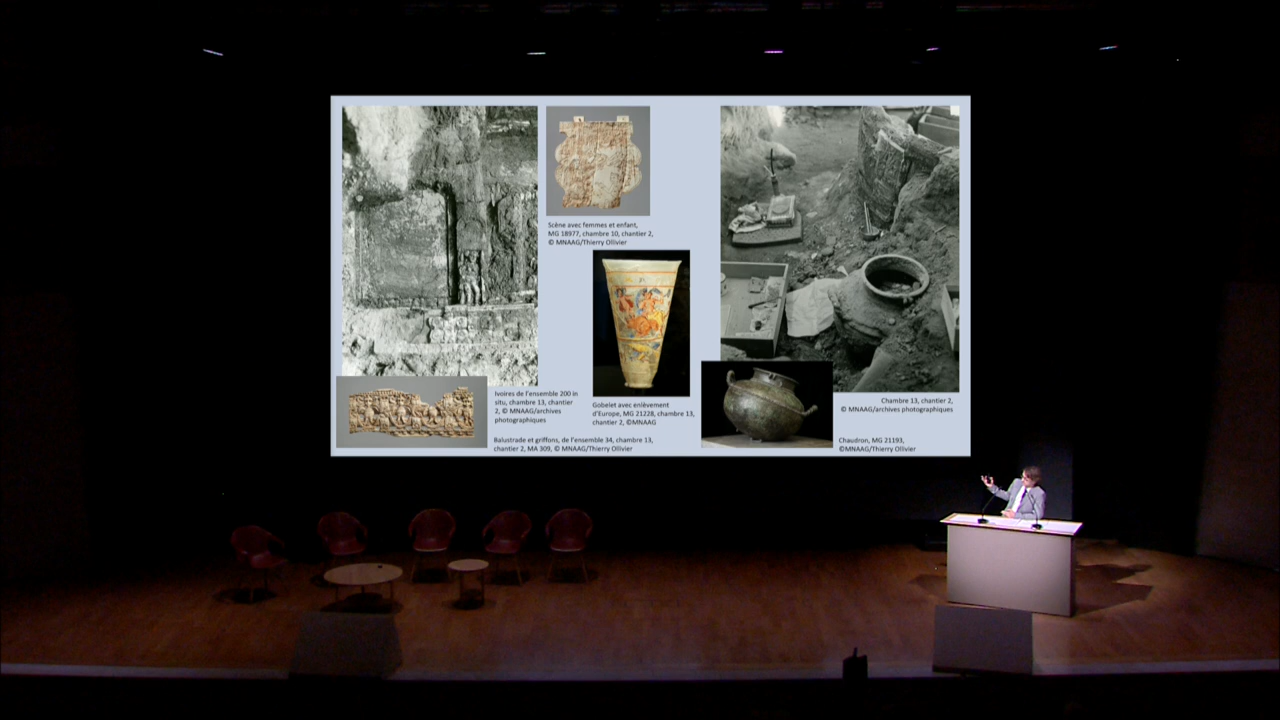 Scène avec femmes et enfant,
MG 18977, chambre 10, chantier 2,
© MNAAG/Thierry Ollivier
Ivoires de l'ensemble 200 in
situ, chambre 13, chantier
2, © MNAAG/archives
photographiques
Gobelet avec enlèvement
d'Europe, MG 21228, chambre 13,
chantier 2, ©MNAAG
Chambre 13, chantier 2,
© MNAAG/archives photographiques
Balustrade et griffons, de l'ensemble 34, chambre 13,
chantier 2, MA 309, © MNAAG/Thierry Ollivier
Chaudron, MG 21193,
©MNAAG/Thierry Ollivier